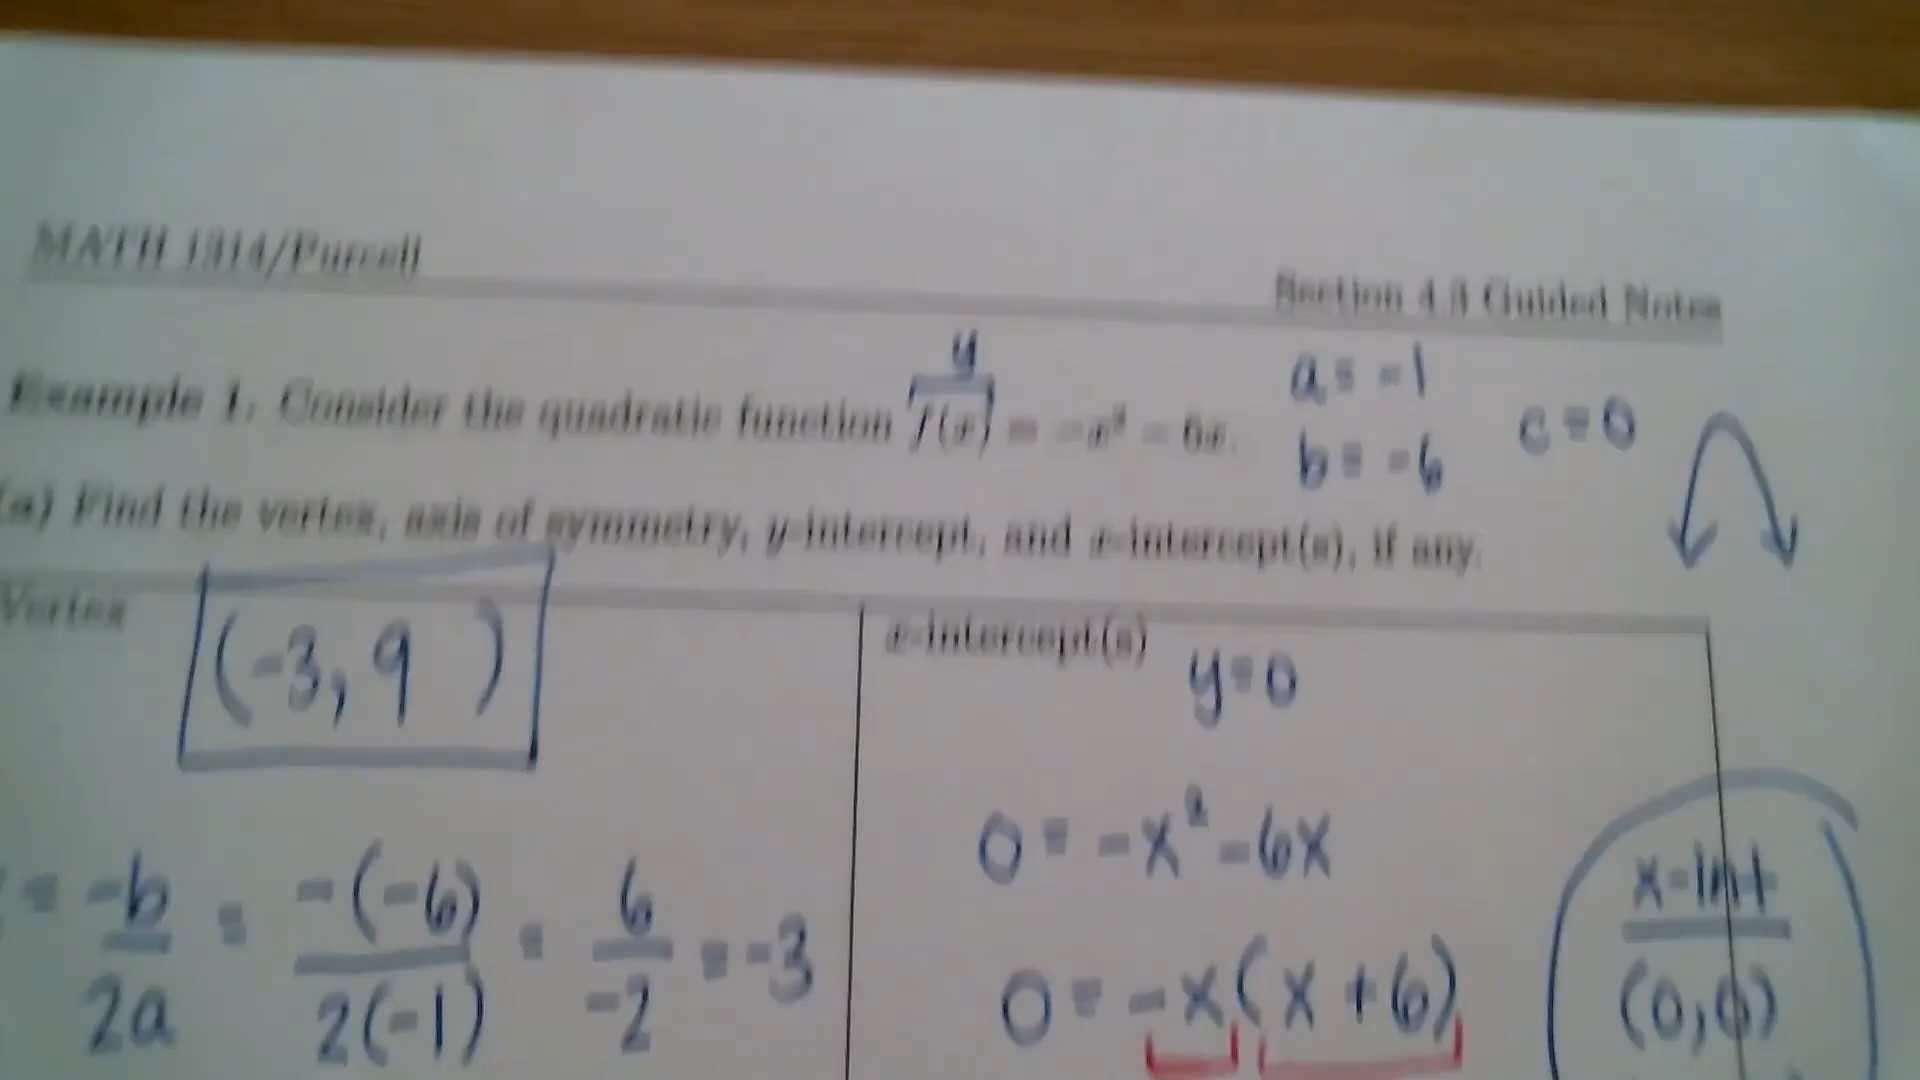 MATH 1314/Purcell
Section 4.3 Guided Notes
y
Example 1. Consider the quadratic function f(x) = -x² - 6x.
a = -1
b = -6
c = 0
(a) Find the vertex, axis of symmetry, y-intercept, and x-intercept(s), if any.
Vertex
(-3, 9 )
= -b/2a = -(-6)/2(-1) = 6/-2 = -3
x-intercept(s)
y=0
0 = -x² - 6x
0 = -x(x + 6)
x-int
(0,0)